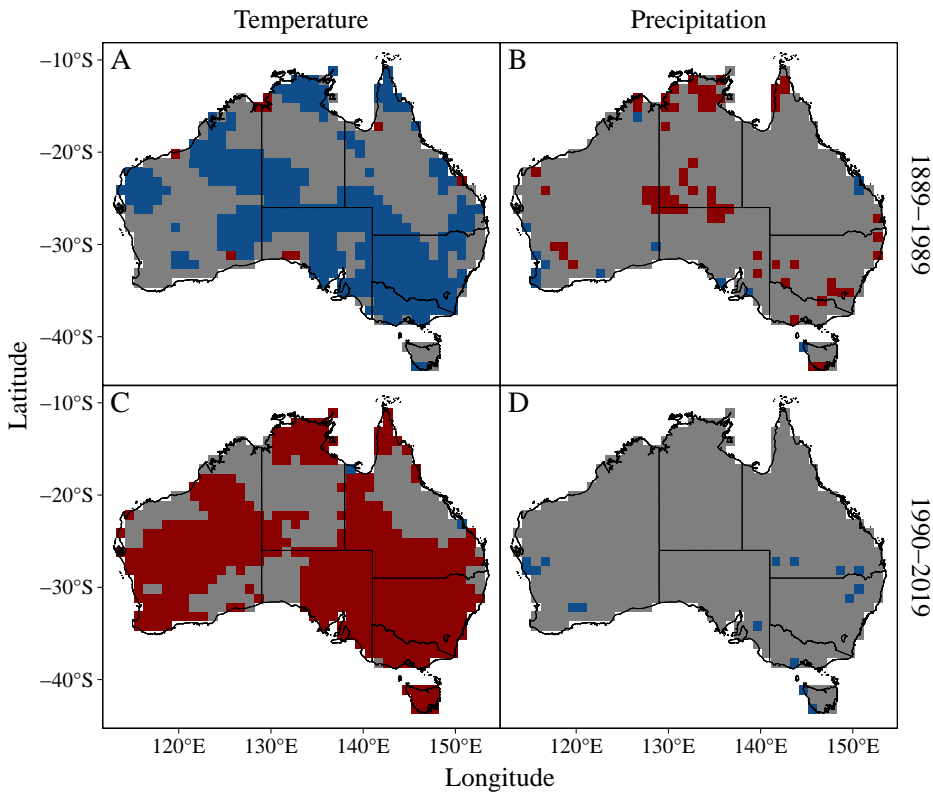 Temperature
Precipitation
A
B
−10°S
−20°S
−30°S
−40°S
1889−1989
C
D
−10°S
−20°S
−30°S
−40°S
1990−2019
Latitude
120°E
130°E
140°E
150°E
120°E
130°E
140°E
150°E
Longitude